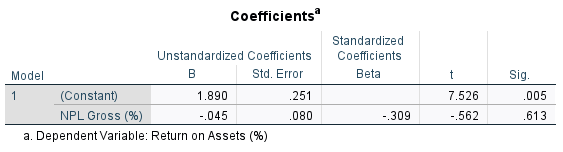 Coefficientsa
Unstandardized Coefficients Standardized Coefficients
Model B Std. Error Beta t Sig.
1 (Constant) 1.890 .251 7.526 .005
NPL Gross (%) -.045 .080 -.309 -.562 .613
a. Dependent Variable: Return on Assets (%)